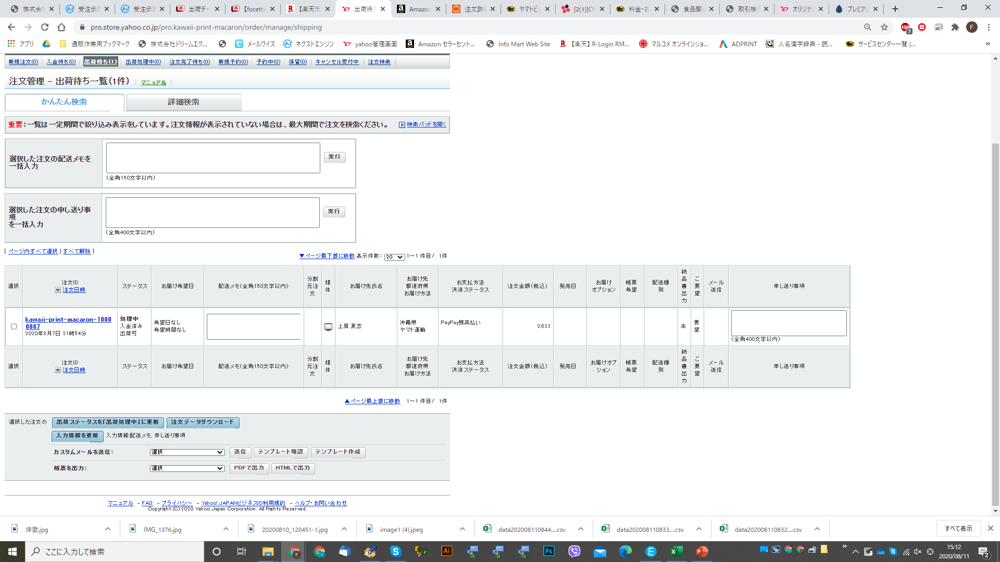 株式会社
受注伝票
受注伝票
出荷デー
【focetta
【楽天市
出荷待ち
Amazon
注文詳細
ヤマトビジ
[2(1)]Ch
料金・お
食品関連
取引検索
オリジナル
プレミアム
pro.store.yahoo.co.jp/pro.kawaii-print-macaron/order/manage/shipping
アプリ
通販作業用ブックマーク
株式会社ドリームエク...
メールワイズ
ネクストエンジン
yahoo管理画面
Amazon セラーセント...
Info Mart Web Site
【楽天】 R-Login RM...
マルコメ オンラインショ...
ADPRINT
人名漢字辞典 - 読...
サービスセンター一覧 |...
新規注文(0) 入金待ち(0) 出荷待ち(1) 出荷処理中(0) 注文完了待ち(0) 新規予約(0) 予約中(0) 保留(0) キャンセル受付中 注文検索
注文管理 - 出荷待ち一覧(1件) [ マニュアル ]
かんたん検索
詳細検索
重要:一覧は一定期間で絞り込み表示をしています。注文情報が表示されていない場合は、最大期間で注文を検索ください。 検索パッドを開く
選択した注文の配送メモを
一括入力
実行
(全角150文字以内)
選択した注文の申し送り事
項
を一括入力
実行
(全角400文字以内)
[ ページ内すべて選択 | すべて解除 ]
▼ページ最下部に移動 表示件数: 20 1〜1 件目/ 1件
選択
注文ID
注文日時
ステータス
お届け希望日
配送メモ(全角150文字以内)
分割元注文
媒体
お届け先氏名
お届け先
都道府県
お届け方法
お支払方法
決済ステータス
注文金額(税込)
発売日
お届け
オプション
帳票
希望
配送種別
納品書出力
ご要望
メール
送信
申し送り事項
kawaii-print-macaron-1000
0087
2020年8月7日 21時54分
処理中
入金済み
出荷可
希望日なし
希望時間なし
上原 夏恋
沖縄県
ヤマト運輸
PayPay残高払い
2,623
未
要望
(全角400文字以内)
選択
注文ID
注文日時
ステータス
お届け希望日
配送メモ(全角150文字以内)
分割元注文
媒体
お届け先氏名
お届け先
都道府県
お届け方法
お支払方法
決済ステータス
注文金額(税込)
発売日
お届けオプ
ション
帳票
希望
配送種別
納品書出力
ご要望
メール
送信
申し送り事項
▲ページ最上部に移動 1〜1 件目/ 1件
選択した注文の
出荷ステータスを「出荷処理中」に更新
注文データダウンロード
入力情報を更新 入力情報:配送メモ、申し送り事項
カスタムメールを送信: 選択 送信 テンプレート確認 テンプレート作成
帳票を出力: 選択 PDFで出力 HTMLで出力
マニュアル - FAQ - プライバシー - Yahoo! JAPANビジネスID利用規約 - ヘルプ・お問い合わせ
Copyright (C)2020 Yahoo Japan Corporation. All Rights Reserved.
煉獄.jpg
IMG_1376.jpg
20200810_120451-1.jpg
image1 (4).jpeg
data202008110844....csv
data202008110833....csv
data202008110832....csv
すべて表示
ここに入力して検索
15:12
2020/08/11